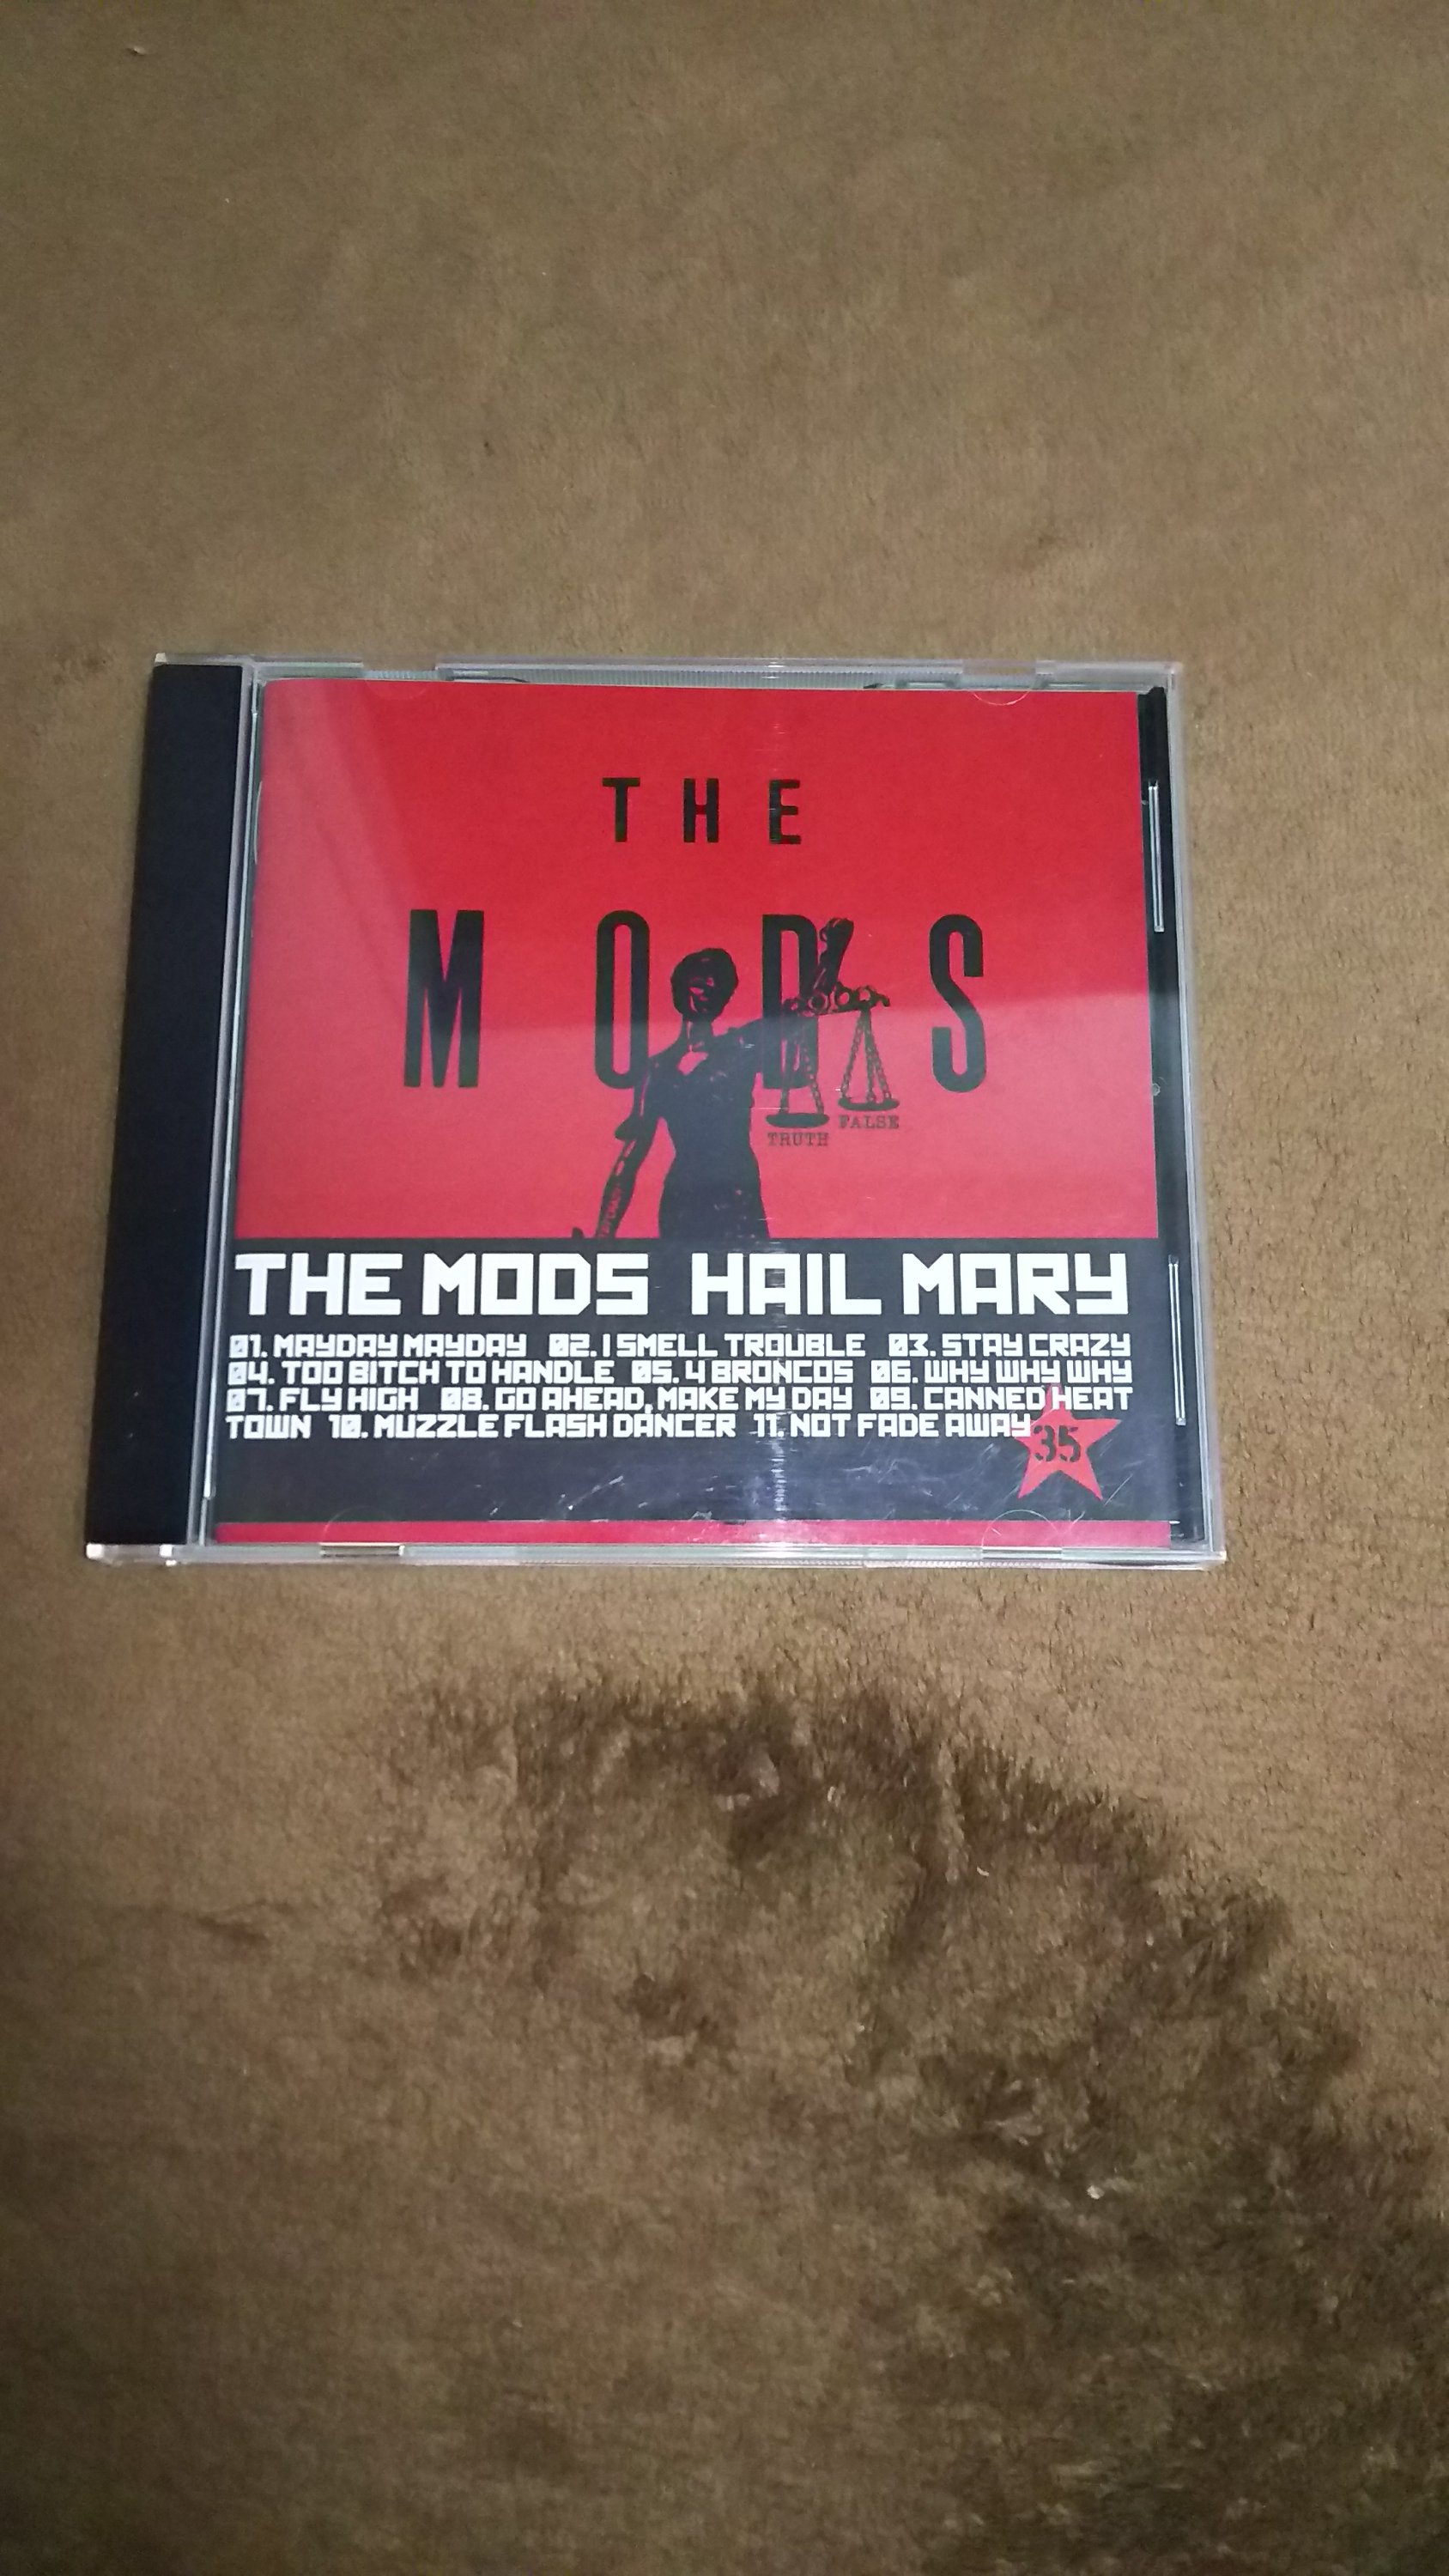 THE
MODS
TRUTH
FALSE
THE MODS HAIL MARY
01. MAYDAY MAYDAY 02. I SMELL TROUBLE 03. STAY CRAZY
04. TOO BITCH TO HANDLE 05. 4 BRONCOS 06. WHY WHY WHY
07. FLY HIGH 08. GO AHEAD, MAKE MY DAY 09. CANNED HEAT
TOWN 10. MUZZLE FLASH DANCER 11. NOT FADE AWAY
35